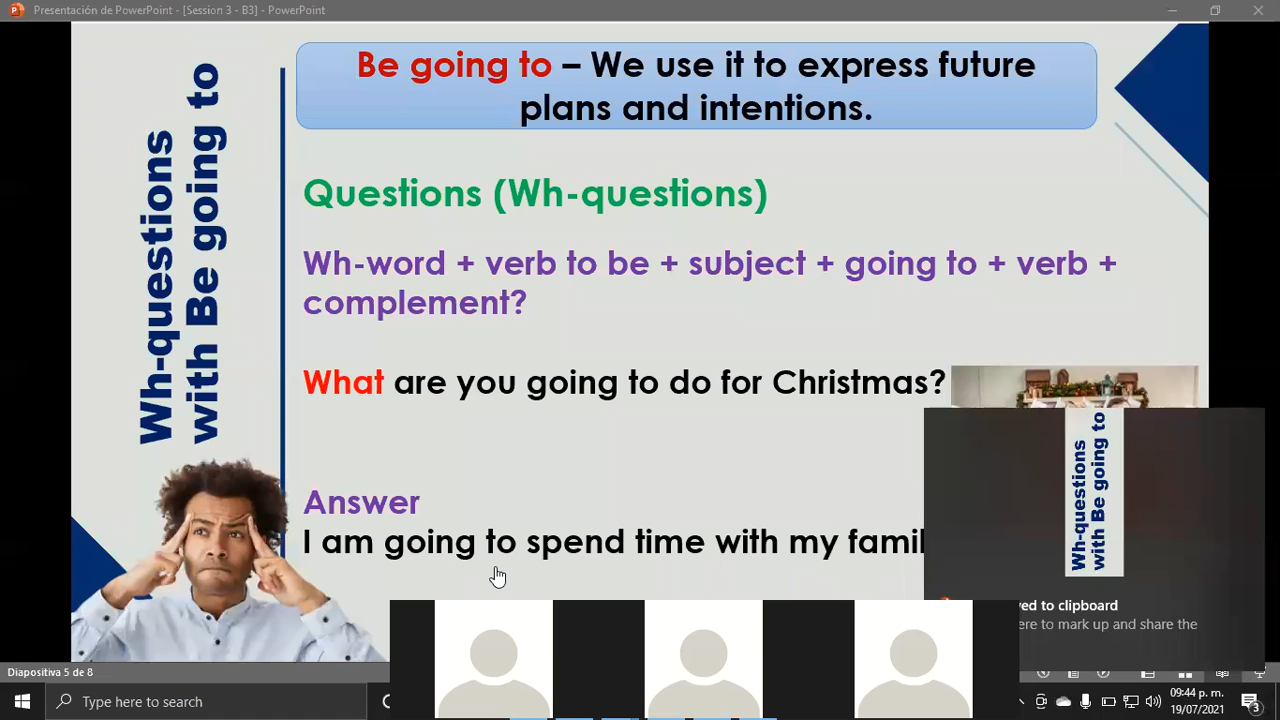 Presentación de PowerPoint - [Session 3 - B3] - PowerPoint
Wh-questions
with Be going to
Be going to – We use it to express future
plans and intentions.
Questions (Wh-questions)
Wh-word + verb to be + subject + going to + verb +
complement?
What are you going to do for Christmas?
Answer
I am going to spend time with my famil
Wh-questions
with Be going to
ved to clipboard
ere to mark up and share the
Diapositiva 5 de 8
Type here to search
09:44 p. m.
19/07/2021
3